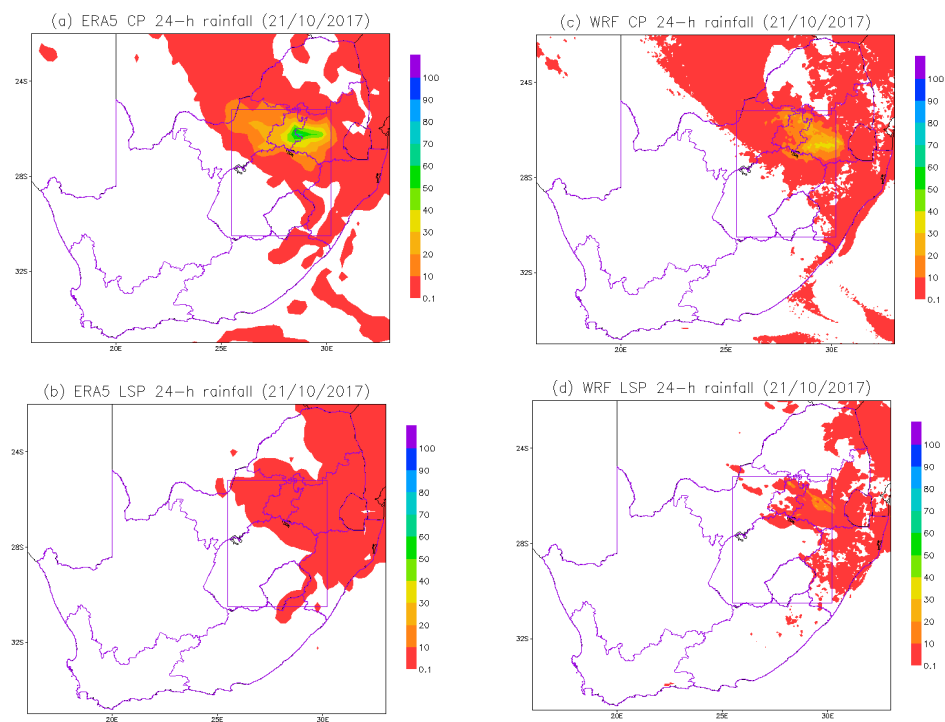 (a) ERA5 CP 24-h rainfall (21/10/2017)
24S
28S
32S
20E
25E
30E
100
90
80
70
60
50
40
30
20
10
0.1
(c) WRF CP 24-h rainfall (21/10/2017)
24S
28S
32S
20E
25E
30E
100
90
80
70
60
50
40
30
20
10
0.1
(b) ERA5 LSP 24-h rainfall (21/10/2017)
24S
28S
32S
20E
25E
30E
100
90
80
70
60
50
40
30
20
10
0.1
(d) WRF LSP 24-h rainfall (21/10/2017)
24S
28S
32S
20E
25E
30E
100
90
80
70
60
50
40
30
20
10
0.1